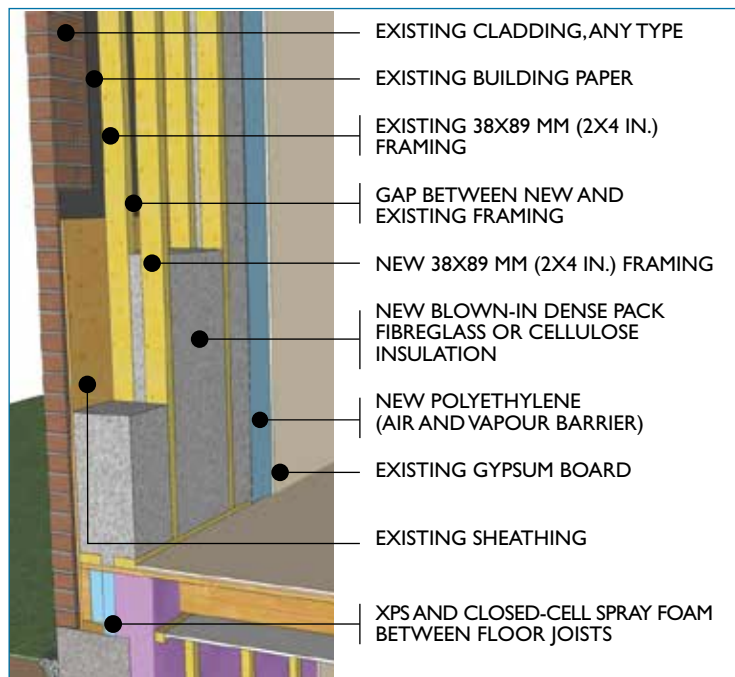 EXISTING CLADDING, ANY TYPE
EXISTING BUILDING PAPER
EXISTING 38X89 MM (2X4 IN.)
FRAMING
GAP BETWEEN NEW AND
EXISTING FRAMING
NEW 38X89 MM (2X4 IN.) FRAMING
NEW BLOWN-IN DENSE PACK
FIBREGLASS OR CELLULOSE
INSULATION
NEW POLYETHYLENE
(AIR AND VAPOUR BARRIER)
EXISTING GYPSUM BOARD
EXISTING SHEATHING
XPS AND CLOSED-CELL SPRAY FOAM
BETWEEN FLOOR JOISTS